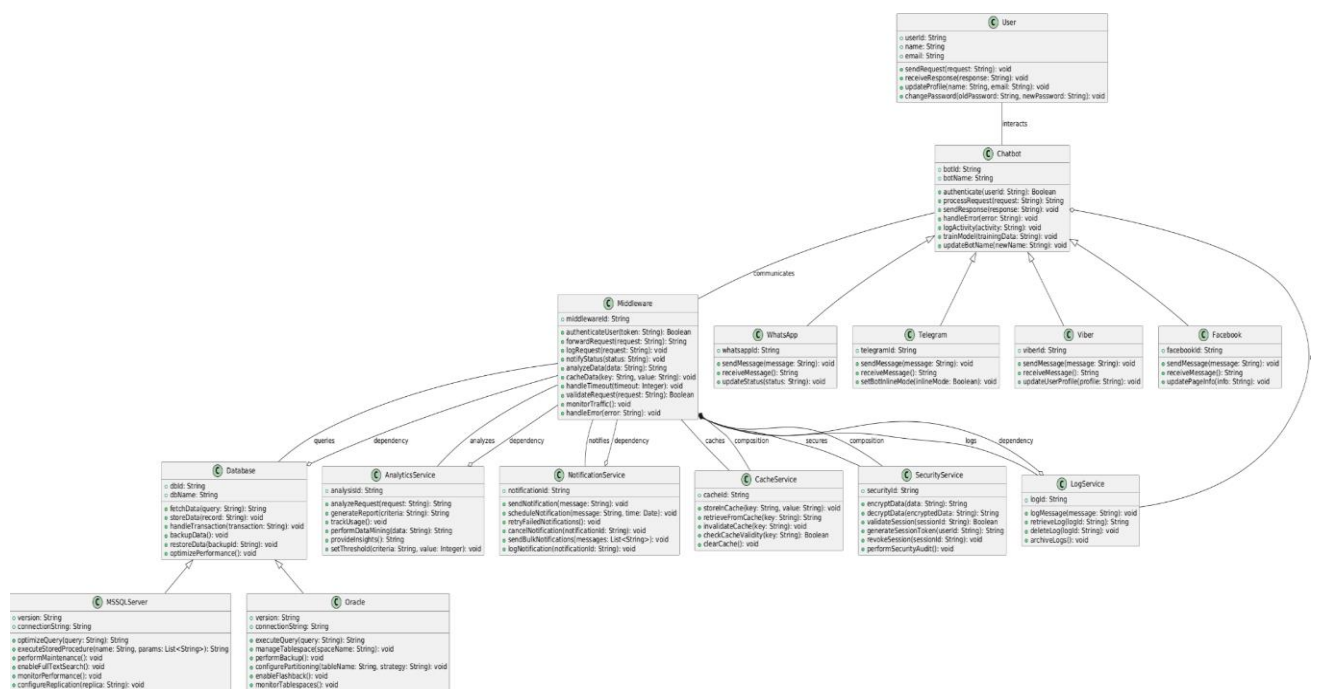 User
userId: String
name: String
email: String
sendRequest(request: String): void
receiveResponse(response: String): void
updateProfile(name: String, email: String): void
changePassword(oldPassword: String, newPassword: String): void
interacts
Chatbot
botId: String
botName: String
authenticate(userId: String): Boolean
processRequest(request: String): String
sendResponse(response: String): void
handleError(error: String): void
logActivity(activity: String): void
trainModel(trainingData: String): void
updateBotName(newName: String): void
communicates
Middleware
middlewareId: String
authenticateUser(token: String): Boolean
forwardRequest(request: String): String
logRequest(request: String): void
notifyStatus(status: String): void
analyzeData(data: String): String
cacheData(key: String, value: String): void
handleTimeout(timeout: Integer): void
validateRequest(request: String): Boolean
monitorTraffic(): void
handleError(error: String): void
WhatsApp
whatsappId: String
sendMessage(message: String): void
receiveMessage(): String
updateStatus(status: String): void
Telegram
telegramId: String
sendMessage(message: String): void
receiveMessage(): String
setBotInlineMode(inlineMode: Boolean): void
Viber
viberId: String
sendMessage(message: String): void
receiveMessage(): String
updateUserProfile(profile: String): void
Facebook
facebookId: String
sendMessage(message: String): void
receiveMessage(): String
updatePageInfo(info: String): void
queries
dependency
analyzes
dependency
notifies
dependency
caches
composition
secures
composition
logs
dependency
Database
dbId: String
dbName: String
fetchData(query: String): String
storeData(record: String): void
handleTransaction(transaction: String): void
backupData(): void
restoreData(backupId: String): void
optimizePerformance(): void
AnalyticsService
analysisId: String
analyzeRequest(request: String): String
generateReport(criteria: String): String
trackUsage(): void
performDataMining(data: String): String
provideInsights(): String
setThreshold(criteria: String, value: Integer): void
NotificationService
notificationId: String
sendNotification(message: String): void
scheduleNotification(message: String, time: Date): void
retryFailedNotifications(): void
cancelNotification(notificationId: String): void
sendBulkNotifications(messages: List<String>): void
logNotification(notificationId: String): void
CacheService
cacheId: String
storeInCache(key: String, value: String): void
retrieveFromCache(key: String): String
invalidateCache(key: String): void
checkCacheValidity(key: String): Boolean
clearCache(): void
SecurityService
securityId: String
encryptData(data: String): String
decryptData(encryptedData: String): String
validateSession(sessionId: String): Boolean
generateSessionToken(userId: String): String
revokeSession(sessionId: String): void
performSecurityAudit(): void
LogService
logId: String
logMessage(message: String): void
retrieveLog(logId: String): String
deleteLog(logId: String): void
archiveLogs(): void
MSSQLServer
version: String
connectionString: String
optimizeQuery(query: String): String
executeStoredProcedure(name: String, params: List<String>): String
performMaintenance(): void
enableFullTextSearch(): void
monitorPerformance(): void
configureReplication(replica: String): void
Oracle
version: String
connectionString: String
executeQuery(query: String): String
manageTablespace(spaceName: String): void
performBackup(): void
configurePartitioning(tableName: String, strategy: String): void
enableFlashback(): void
monitorTablespaces(): void